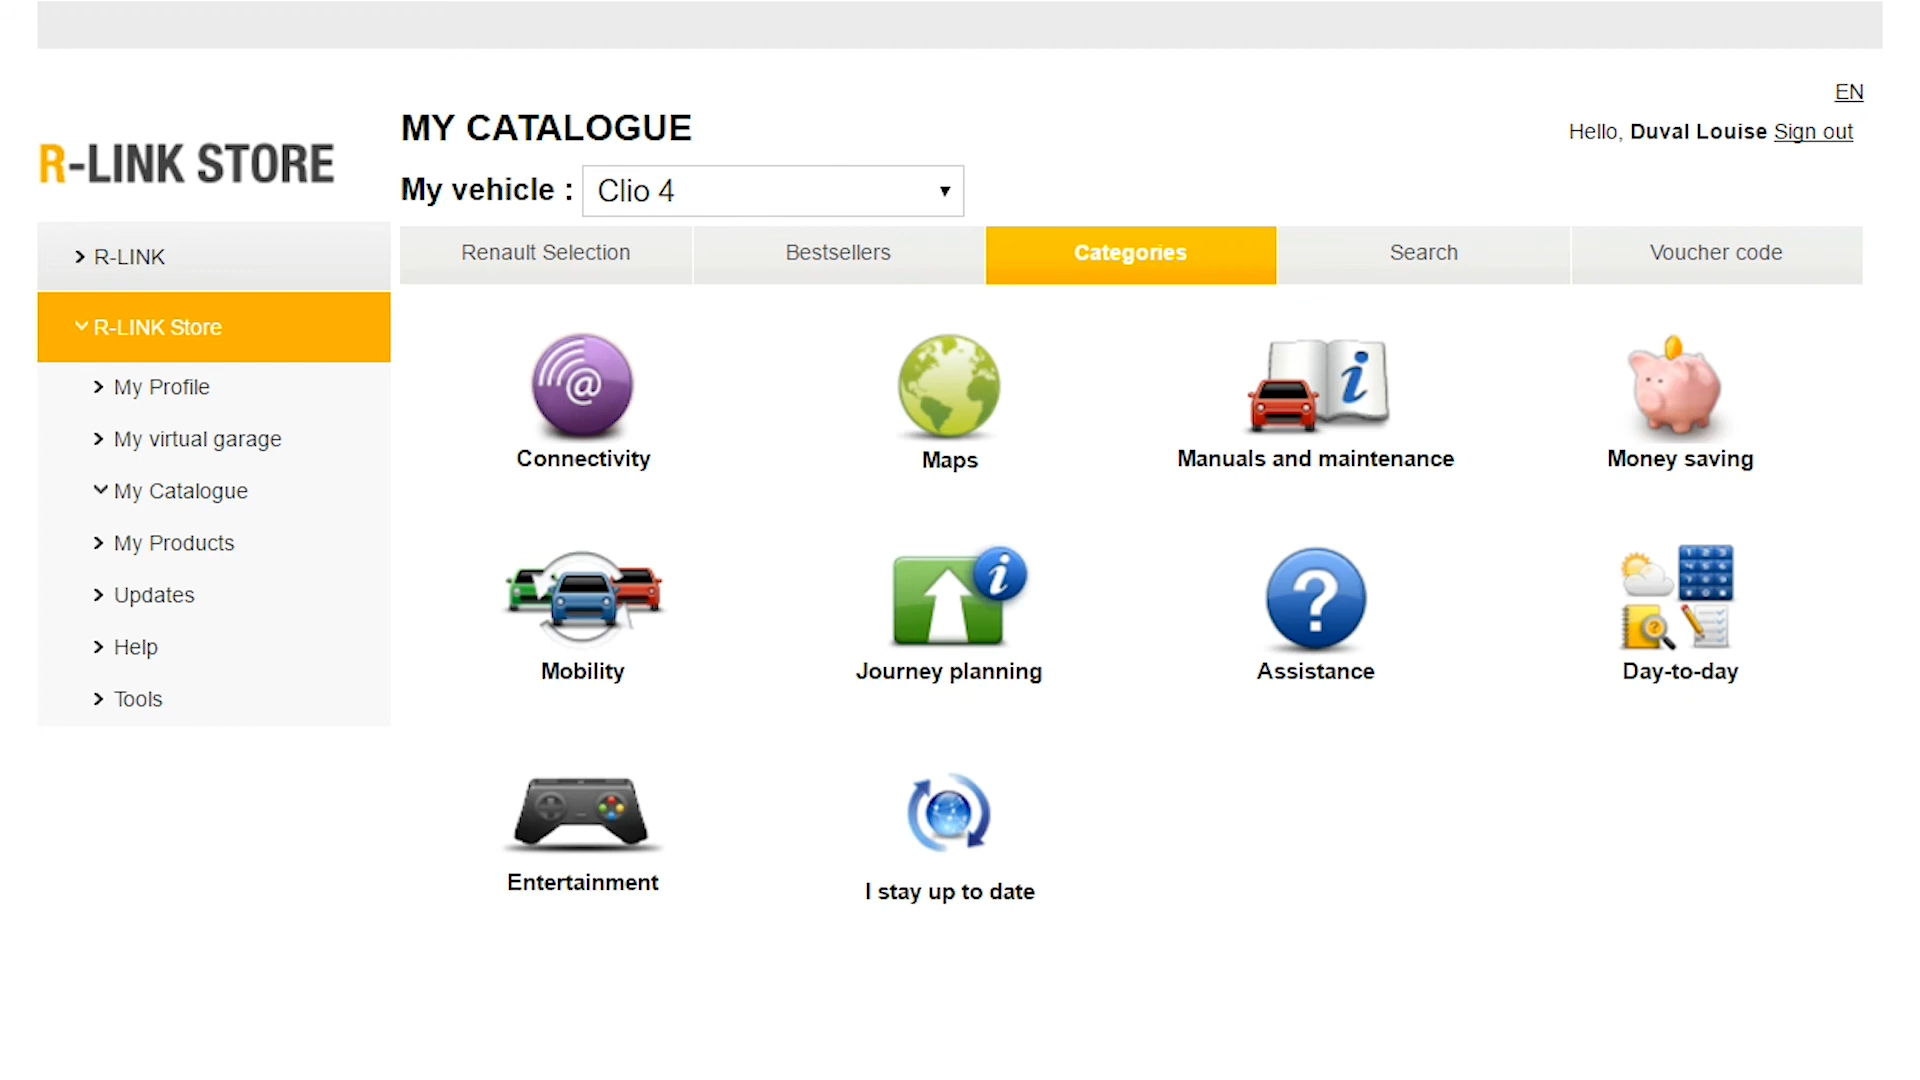 EN
MY CATALOGUE
Hello, Duval Louise Sign out
R-LINK STORE
My vehicle : Clio 4
R-LINK
Renault Selection
Bestsellers
Categories
Search
Voucher code
R-LINK Store
My Profile
My virtual garage
My Catalogue
My Products
Updates
Help
Tools
Connectivity
Maps
Manuals and maintenance
Money saving
Mobility
Journey planning
Assistance
Day-to-day
Entertainment
I stay up to date